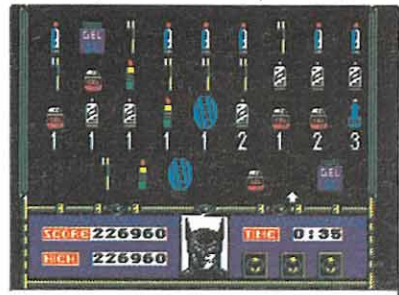 GEL
1 1 1 1 1 2 1 2 3
GEL
SCORE 226960 TIME 0:35
HIGH 226960